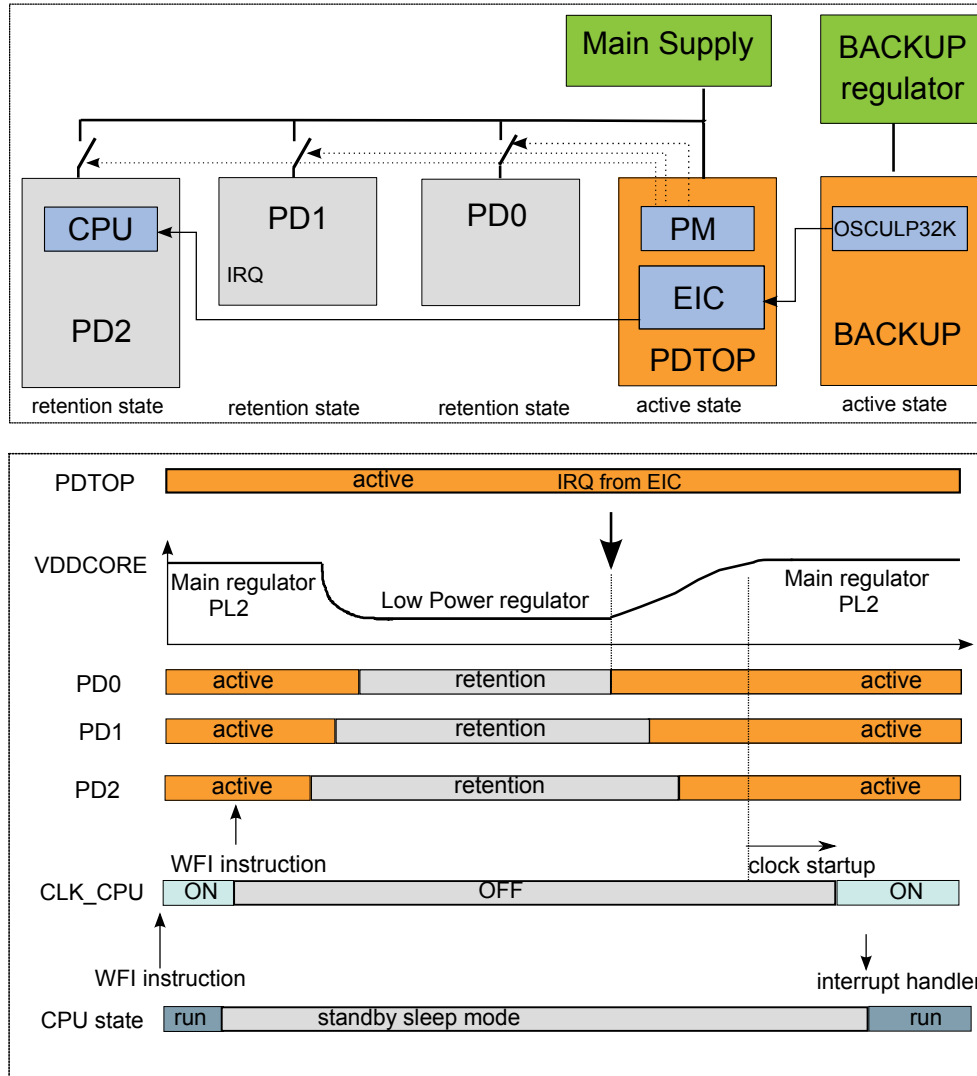 Main Supply
BACKUP
regulator
CPU
PD2
PD1
IRQ
PD0
PM
EIC
PDTOP
OSCULP32K
BACKUP
retention state
retention state
retention state
active state
active state
PDTOP
active
IRQ from EIC
VDDCORE
Main regulator
PL2
Low Power regulator
Main regulator
PL2
PD0
active
retention
active
PD1
active
retention
active
PD2
active
retention
active
WFI instruction
clock startup
CLK_CPU
ON
OFF
ON
WFI instruction
interrupt handler
CPU state
run
standby sleep mode
run